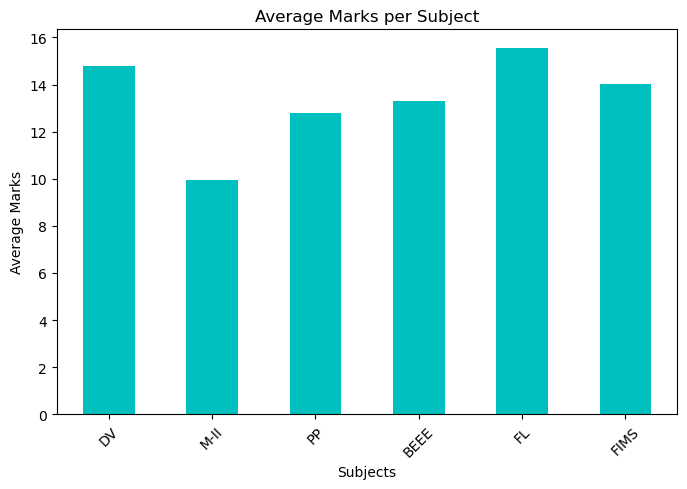 Average Marks per Subject
Average Marks
16
14
12
10
8
6
4
2
0
DV
M-II
PP
BEEE
FL
FIMS
Subjects